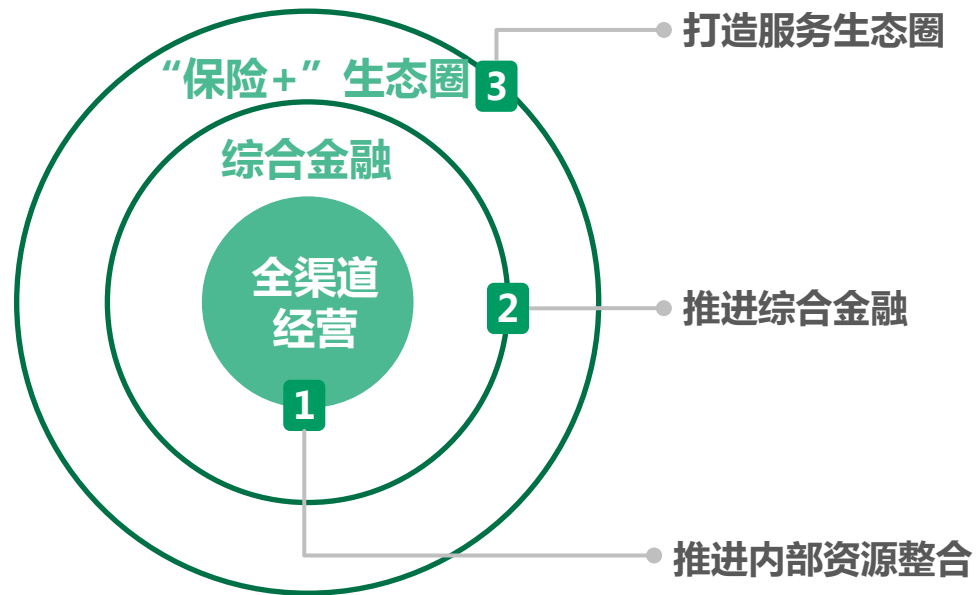 打造服务生态圈
“保险+”生态圈
3
综合金融
全渠道
经营
2
推进综合金融
1
推进内部资源整合